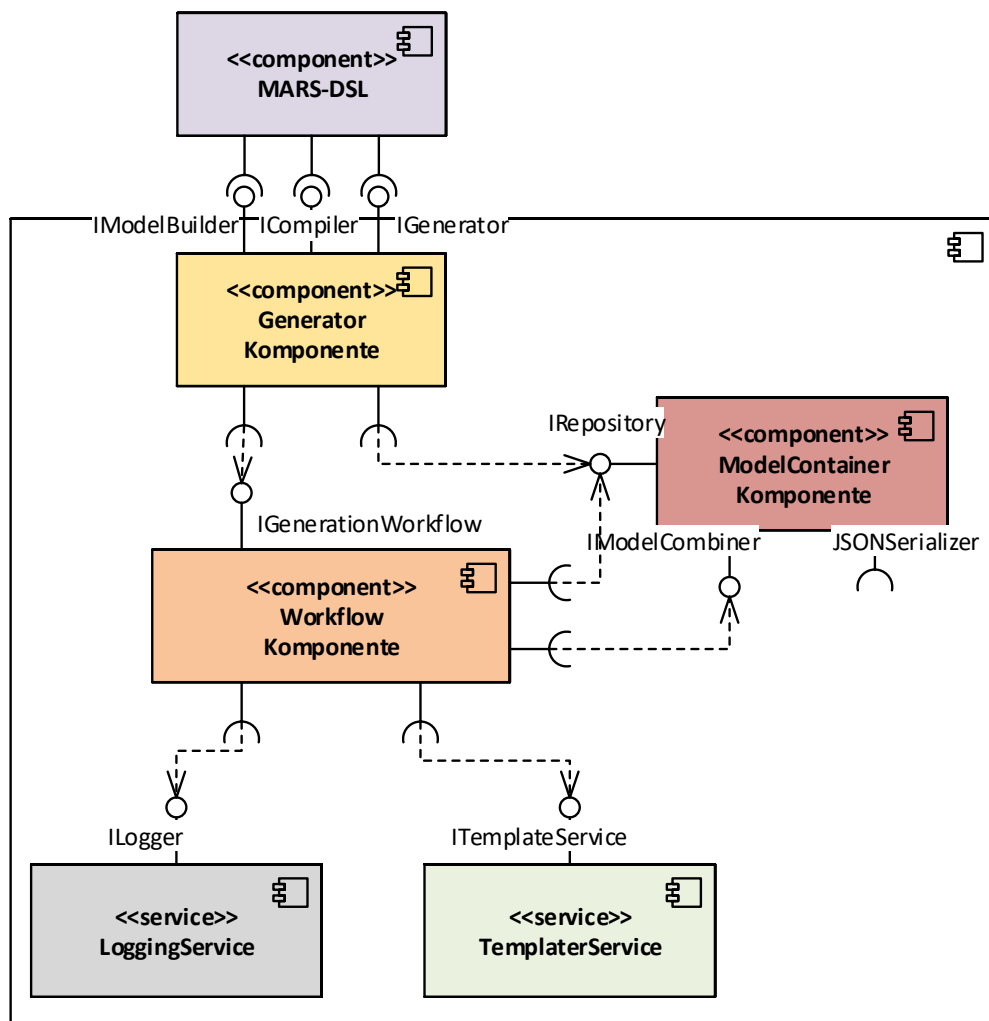 <<component>>
MARS-DSL
IModelBuilder
ICompiler
IGenerator
<<component>>
Generator
Komponente
IRepository
<<component>>
ModelContainer
Komponente
IGenerationWorkflow
IModelCombiner
JSONSerializer
<<component>>
Workflow
Komponente
ILogger
ITemplateService
<<service>>
LoggingService
<<service>>
TemplaterService